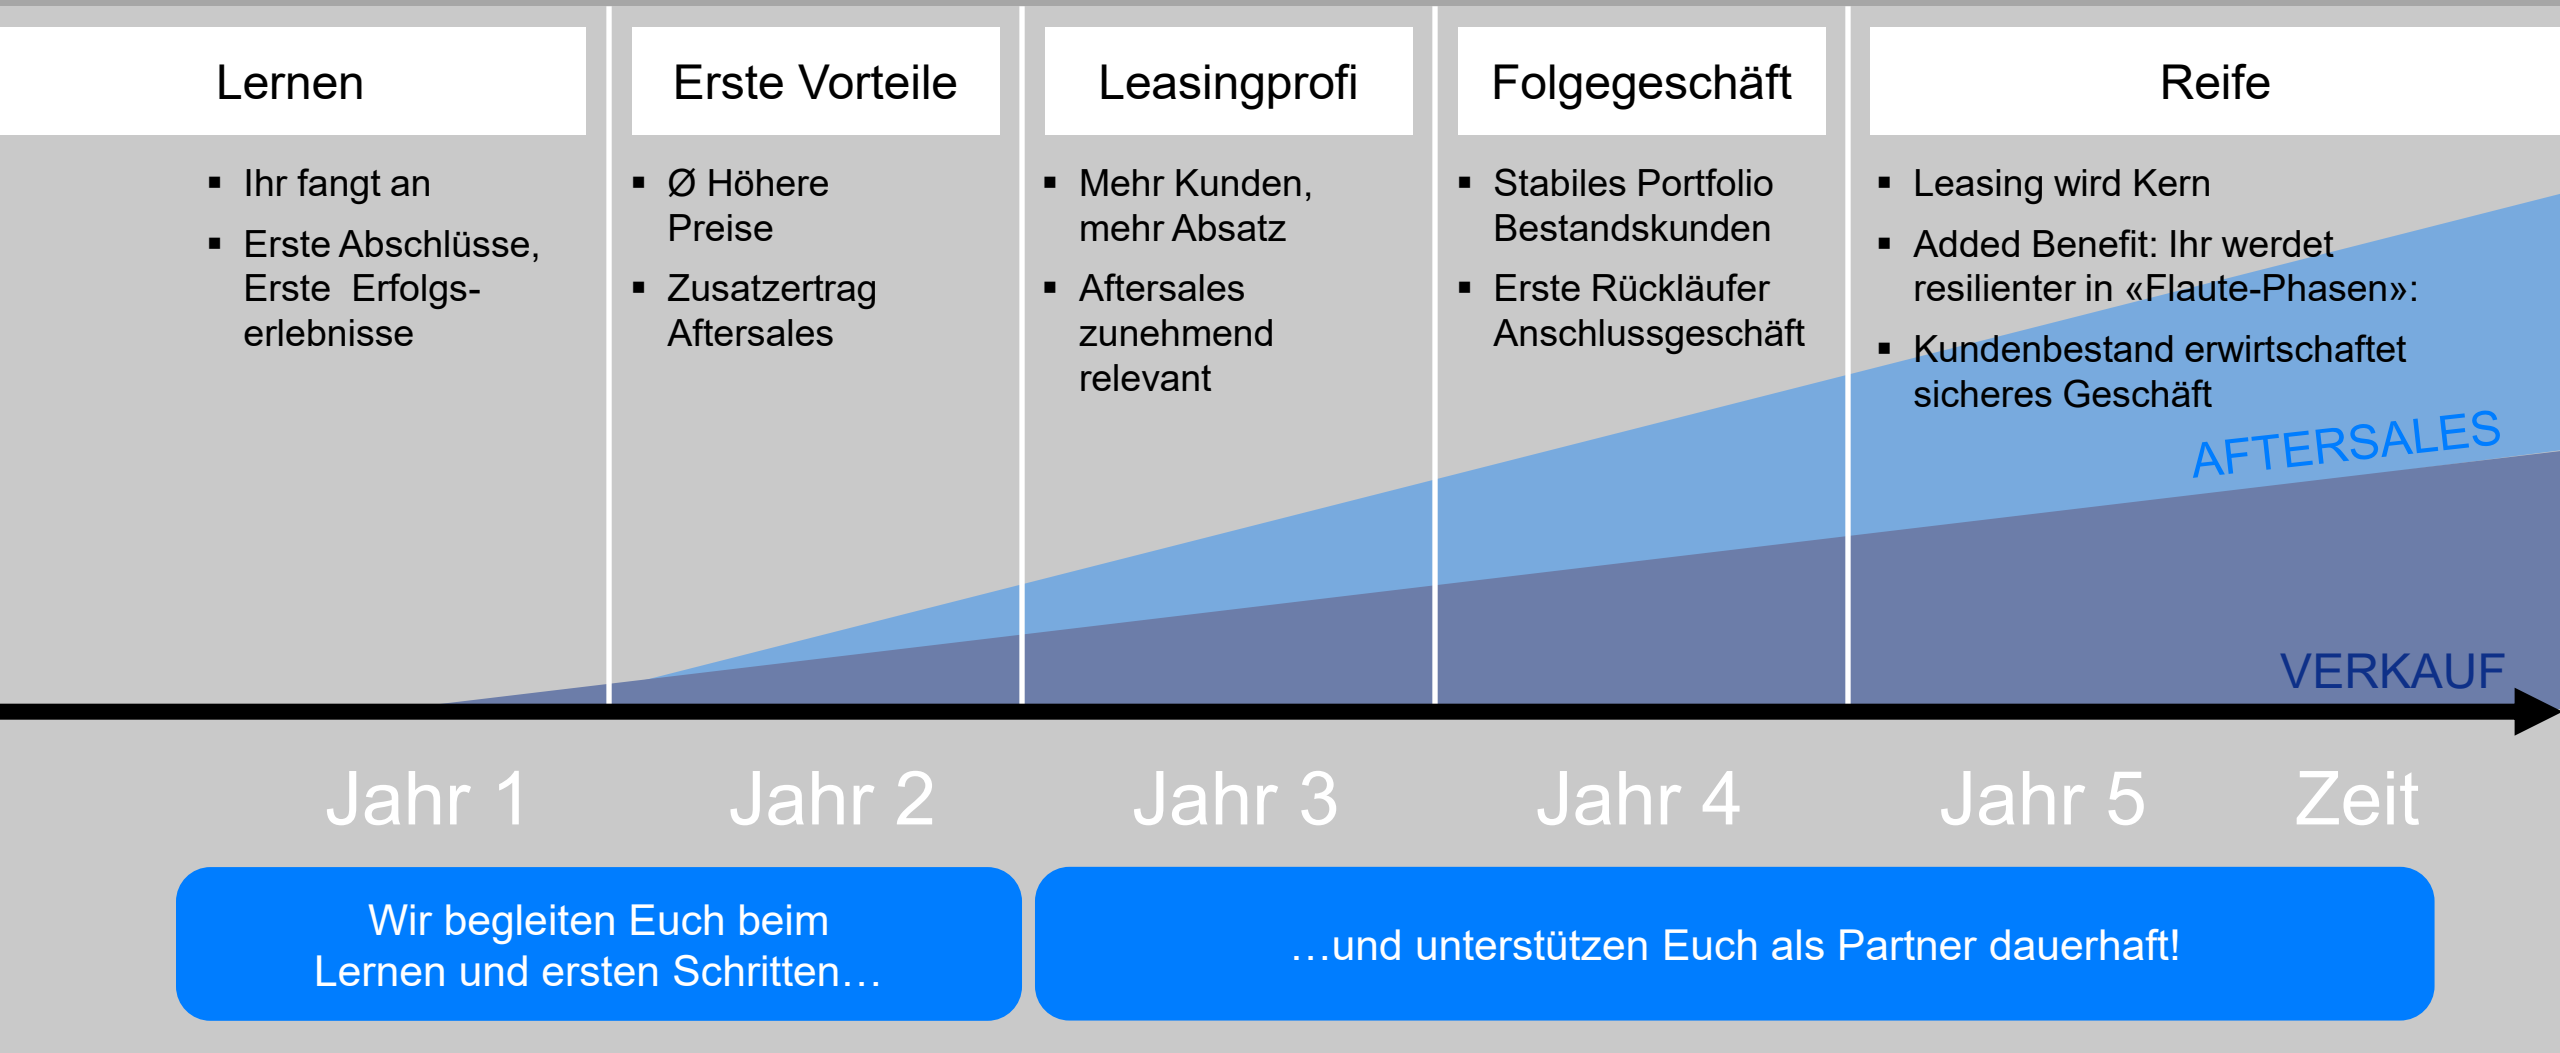 Lernen
▪ Ihr fangt an
▪ Erste Abschlüsse,
Erste Erfolgs-
erlebnisse
Erste Vorteile
▪ Ø Höhere
Preise
▪ Zusatzertrag
Aftersales
Leasingprofi
▪ Mehr Kunden,
mehr Absatz
▪ Aftersales
zunehmend
relevant
Folgegeschäft
▪ Stabiles Portfolio
Bestandskunden
▪ Erste Rückläufer
Anschlussgeschäft
Reife
▪ Leasing wird Kern
▪ Added Benefit: Ihr werdet
resilienter in «Flaute-Phasen»:
▪ Kundenbestand erwirtschaftet
sicheres Geschäft
AFTERSALES
VERKAUF
Jahr 1
Jahr 2
Jahr 3
Jahr 4
Jahr 5
Zeit
Wir begleiten Euch beim
Lernen und ersten Schritten…
…und unterstützen Euch als Partner dauerhaft!